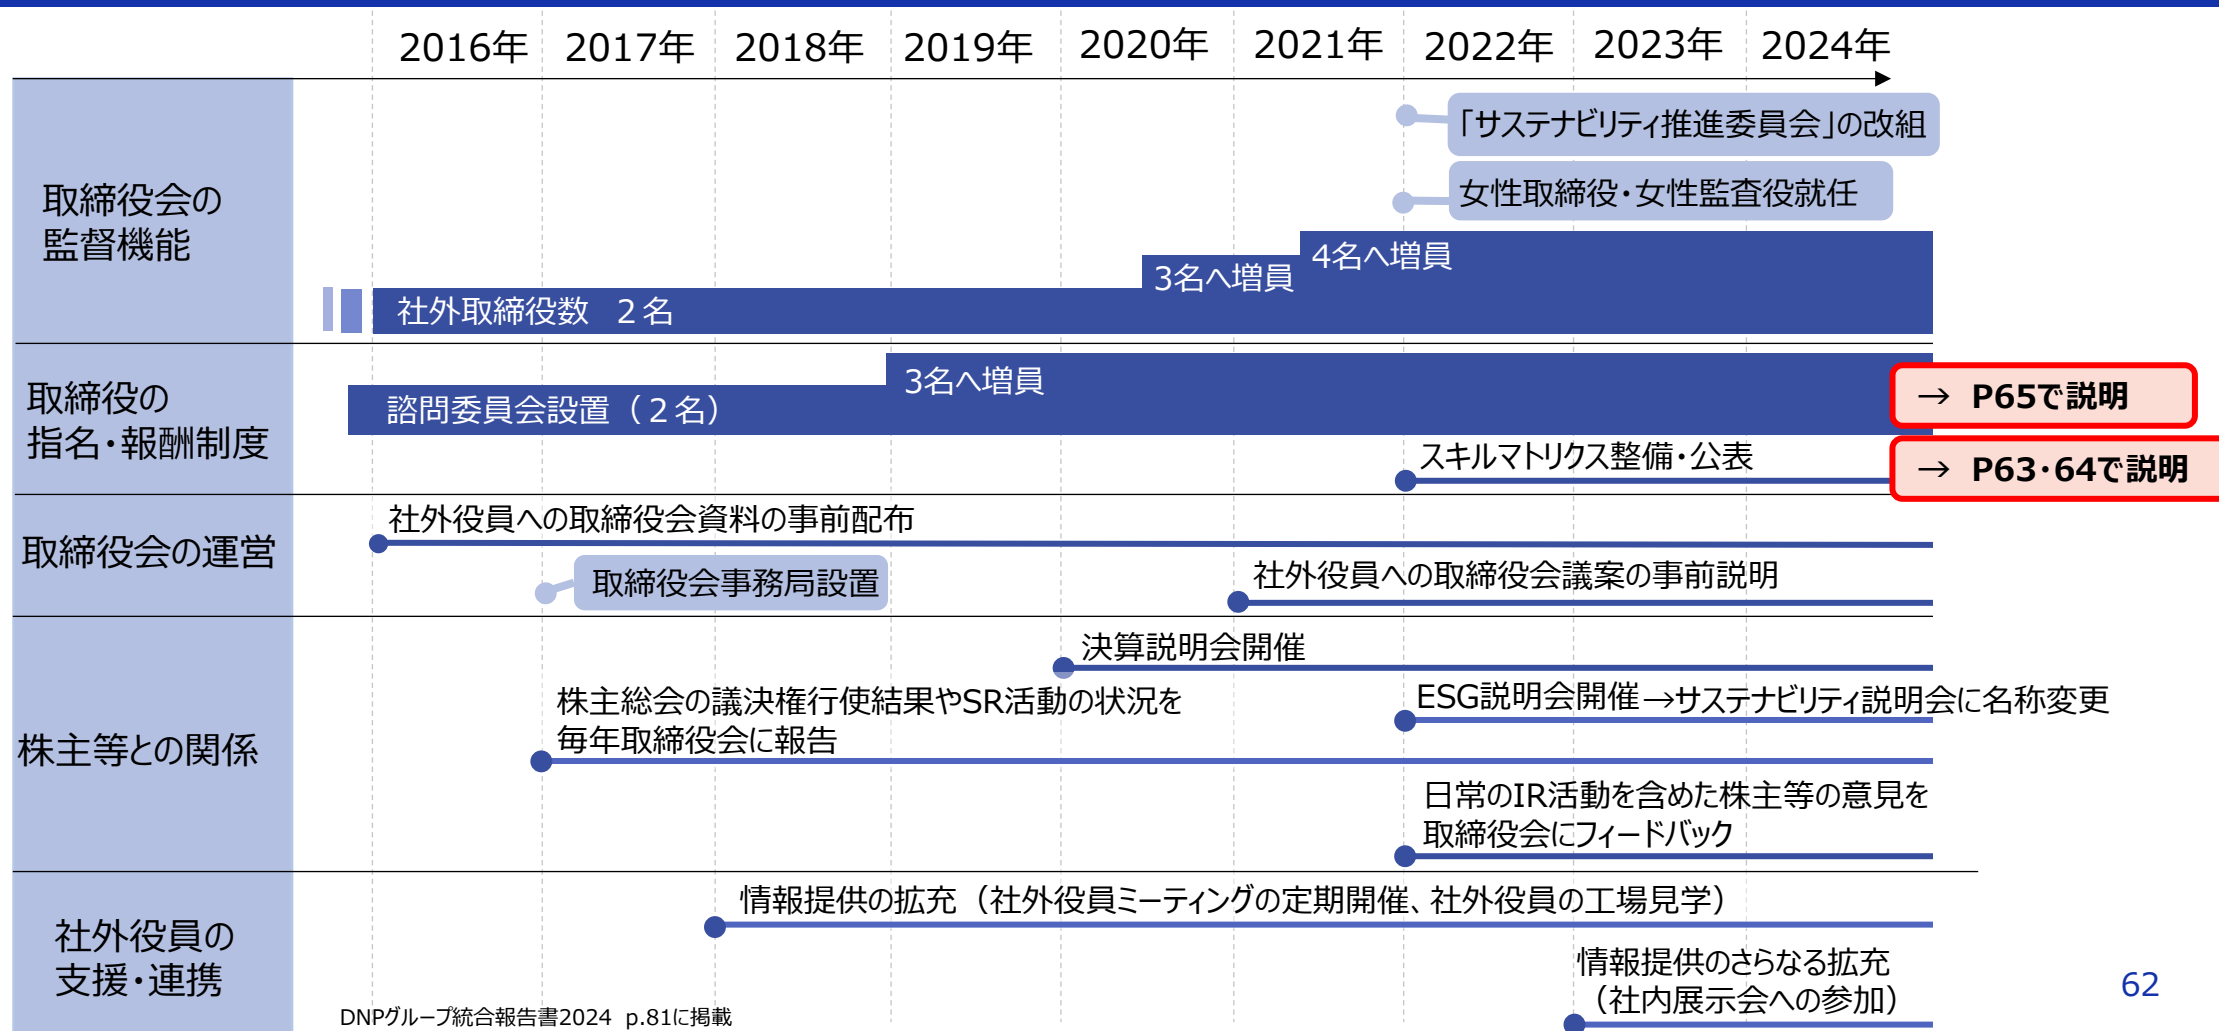 2016年 2017年 2018年 2019年 2020年 2021年 2022年 2023年 2024年
取締役会の
監督機能
「サステナビリティ推進委員会」の改組
女性取締役・女性監査役就任
4名へ増員
3名へ増員
社外取締役数 2名
取締役の
指名・報酬制度
3名へ増員
諮問委員会設置（2名）
→ P65で説明
スキルマトリクス整備・公表
→ P63・64で説明
取締役会の運営
社外役員への取締役会資料の事前配布
取締役会事務局設置
社外役員への取締役会議案の事前説明
株主等との関係
決算説明会開催
株主総会の議決権行使結果やSR活動の状況を
毎年取締役会に報告
ESG説明会開催→サステナビリティ説明会に名称変更
日常のIR活動を含めた株主等の意見を
取締役会にフィードバック
社外役員の
支援・連携
情報提供の拡充（社外役員ミーティングの定期開催、社外役員の工場見学）
情報提供のさらなる拡充
（社内展示会への参加）
DNPグループ統合報告書2024 p.81に掲載
62